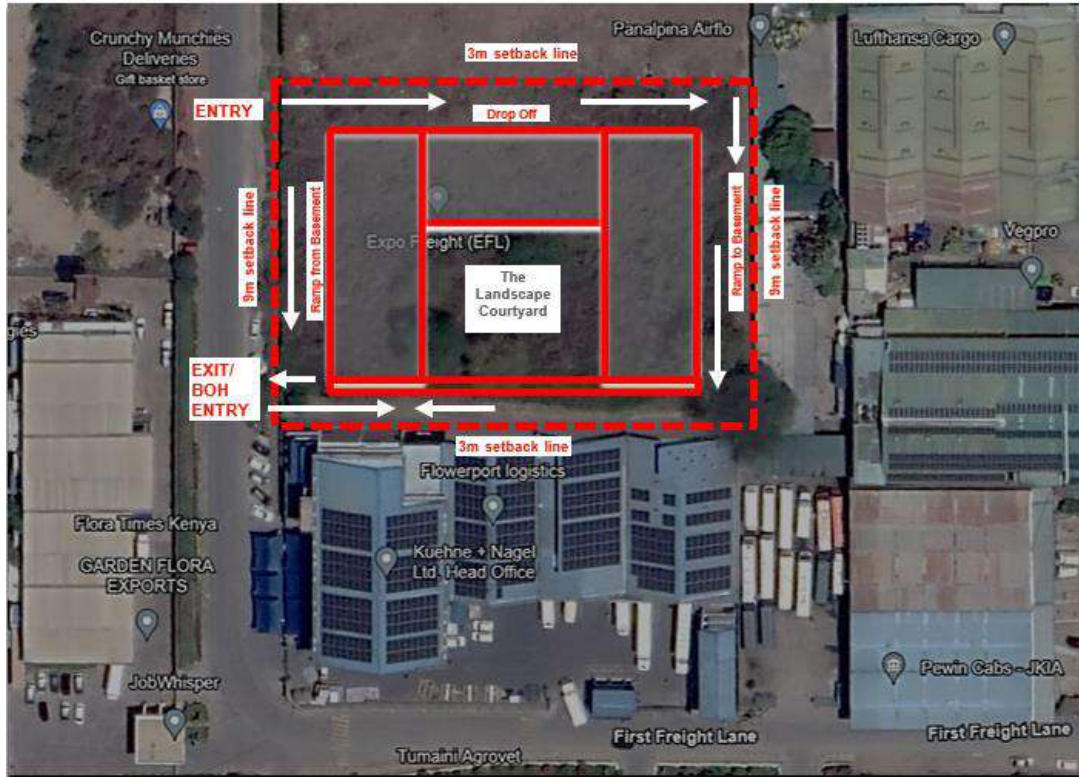 Crunchy Munchies
Deliveries
Gift basket store
Panalpina Airflo
Lufthansa Cargo
3m setback line
ENTRY
Drop Off
9m setback line
Ramp from Basement
Ramp to Basement
9m setback line
Expo Freight (EFL)
Vegpro
The
Landscape
Courtyard
gies
EXIT/
BOH
ENTRY
3m setback line
Flowerport logistics
Flora Times Kenya
Kuehne + Nagel
Ltd. Head Office
GARDEN FLORA
EXPORTS
Pewin Cabs - JKIA
JobWhisper
First Freight Lane
First Freight Lane
Tumaini Agrovet